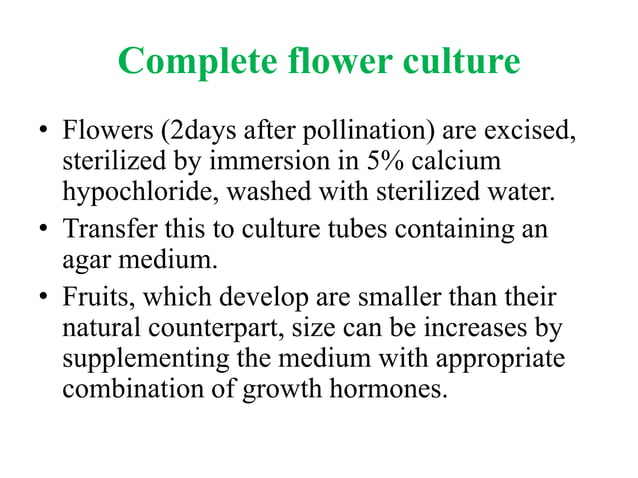 Complete flower culture
• Flowers (2days after pollination) are excised,
sterilized by immersion in 5% calcium
hypochloride, washed with sterilized water.
• Transfer this to culture tubes containing an
agar medium.
• Fruits, which develop are smaller than their
natural counterpart, size can be increases by
supplementing the medium with appropriate
combination of growth hormones.